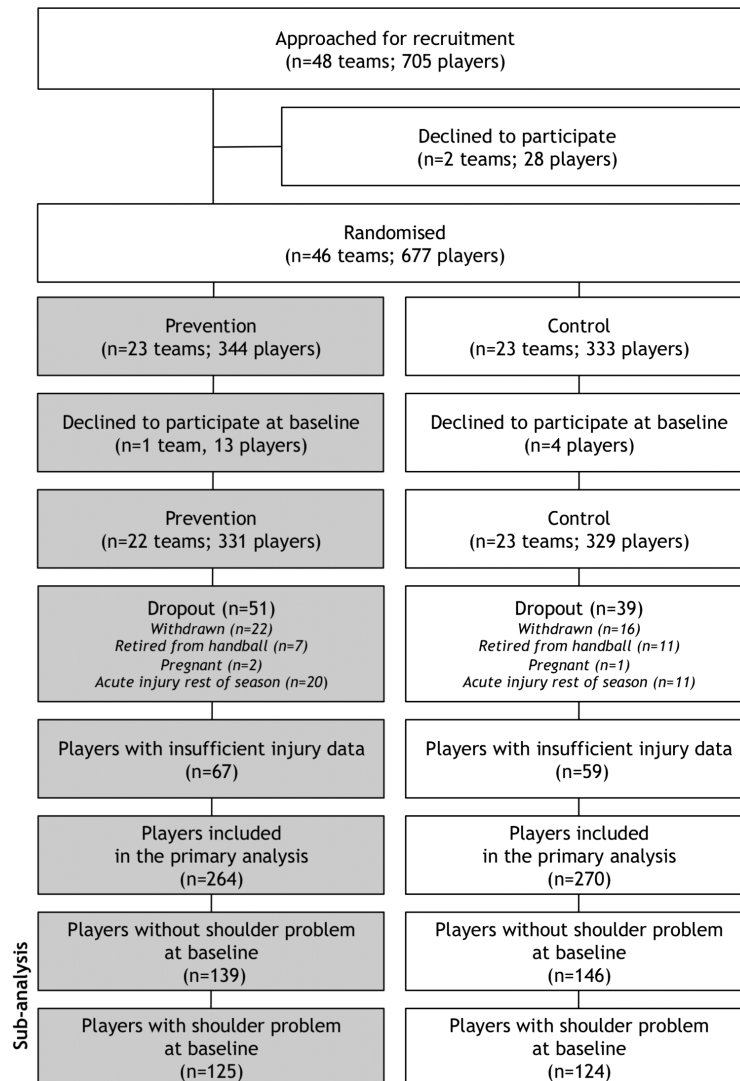 Approached for recruitment
(n=48 teams; 705 players)
Declined to participate
(n=2 teams; 28 players)
Randomised
(n=46 teams; 677 players)
Prevention
(n=23 teams; 344 players)
Control
(n=23 teams; 333 players)
Declined to participate at baseline
(n=1 team, 13 players)
Declined to participate at baseline
(n=4 players)
Prevention
(n=22 teams; 331 players)
Control
(n=23 teams; 329 players)
Dropout (n=51)
Withdrawn (n=22)
Retired from handball (n=7)
Pregnant (n=2)
Acute injury rest of season (n=20)
Dropout (n=39)
Withdrawn (n=16)
Retired from handball (n=11)
Pregnant (n=1)
Acute injury rest of season (n=11)
Players with insufficient injury data
(n=67)
Players with insufficient injury data
(n=59)
Players included
in the primary analysis
(n=264)
Players included
in the primary analysis
(n=270)
Sub-analysis
Players without shoulder problem
at baseline
(n=139)
Players without shoulder problem
at baseline
(n=146)
Players with shoulder problem
at baseline
(n=125)
Players with shoulder problem
at baseline
(n=124)